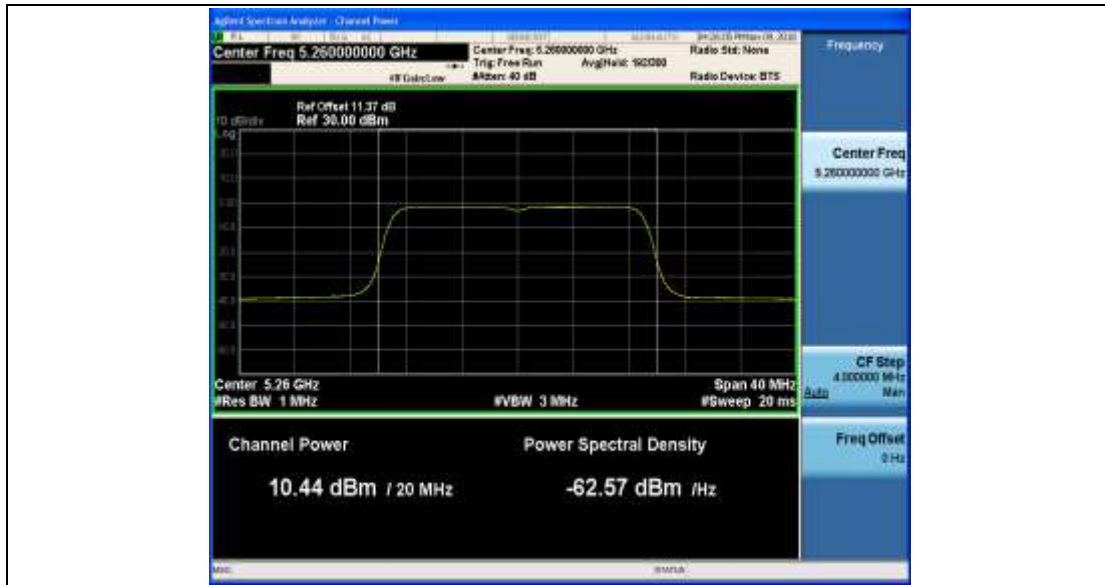 Agilent Spectrum Analyzer - Channel Power
Center Freq 5.260000000 GHz
Center Freq: 5.260000000 GHz
Radio Std: None
Trig: Free Run
Avg|Hold:
#IFGain:Low
#Atten: 40 dB
Radio Device: BTS
Frequency
Ref Offset 11.37 dB
10 dB/div
Ref 30.00 dBm
Log
Center Freq
5.260000000 GHz
Center 5.26 GHz
Span 40 MHz
#Res BW 1 MHz
#VBW 3 MHz
#Sweep 20 ms
CF Step
4.000000 MHz
Auto
Man
Channel Power
Power Spectral Density
10.44 dBm / 20 MHz
-62.57 dBm /Hz
Freq Offset
0 Hz
MSG
STATUS